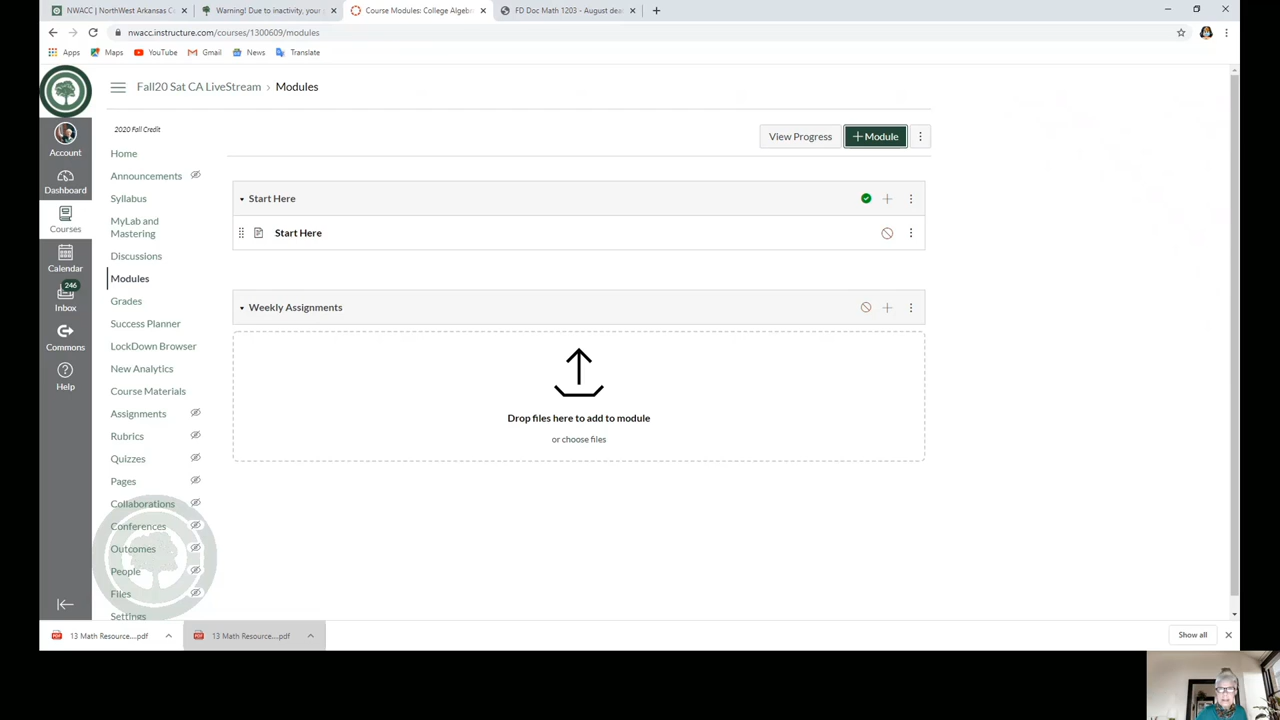 NWACC | NorthWest Arkansas C
Warning! Due to inactivity, your
Course Modules: College Algeb
FD Doc Math 1203 - August dea
nwacc.instructure.com/courses/1300609/modules
Apps Maps YouTube Gmail News Translate
Fall20 Sat CA LiveStream > Modules
2020 Fall Credit
View Progress
+ Module
Account
Dashboard
Courses
Calendar
246
Inbox
Commons
Help
Home
Announcements
Syllabus
MyLab and
Mastering
Discussions
Modules
Grades
Success Planner
LockDown Browser
New Analytics
Course Materials
Assignments
Rubrics
Quizzes
Pages
Collaborations
Conferences
Outcomes
People
Files
Settings
Start Here
Start Here
Weekly Assignments
Drop files here to add to module
or choose files
13 Math Resource....pdf
13 Math Resource....pdf
Show all